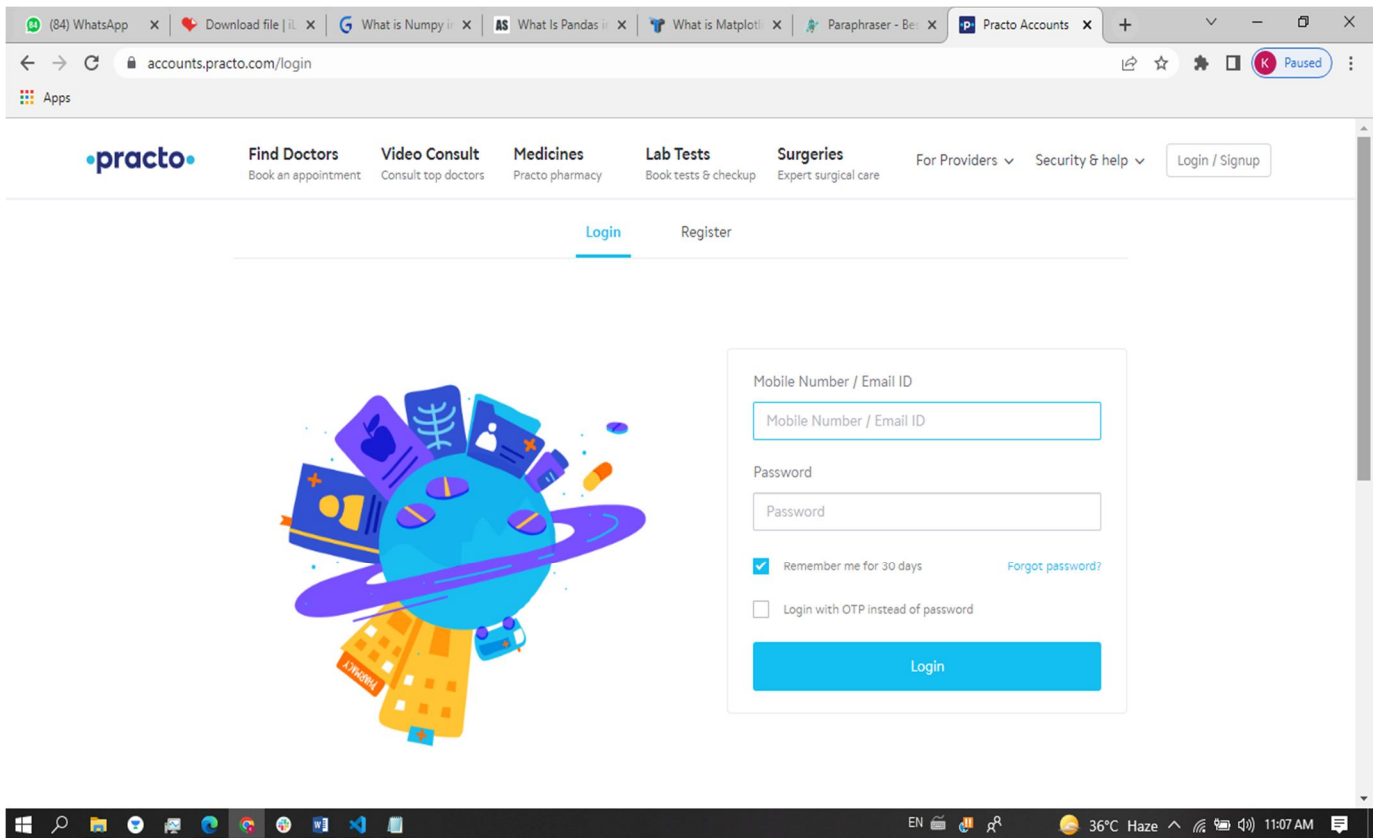 (84) WhatsApp
Download file | iL
What is Numpy in
What Is Pandas in
What is Matplotli
Paraphraser - Bes
Practo Accounts
accounts.practo.com/login
K Paused
Apps
practo
Find Doctors Video Consult Medicines Lab Tests Surgeries For Providers Security & help Login / Signup
Book an appointment Consult top doctors Practo pharmacy Book tests & checkup Expert surgical care
Login Register
Mobile Number / Email ID
Mobile Number / Email ID
Password
Password
Remember me for 30 days Forgot password?
Login with OTP instead of password
Login
PHARMACY
EN 36°C Haze 11:07 AM